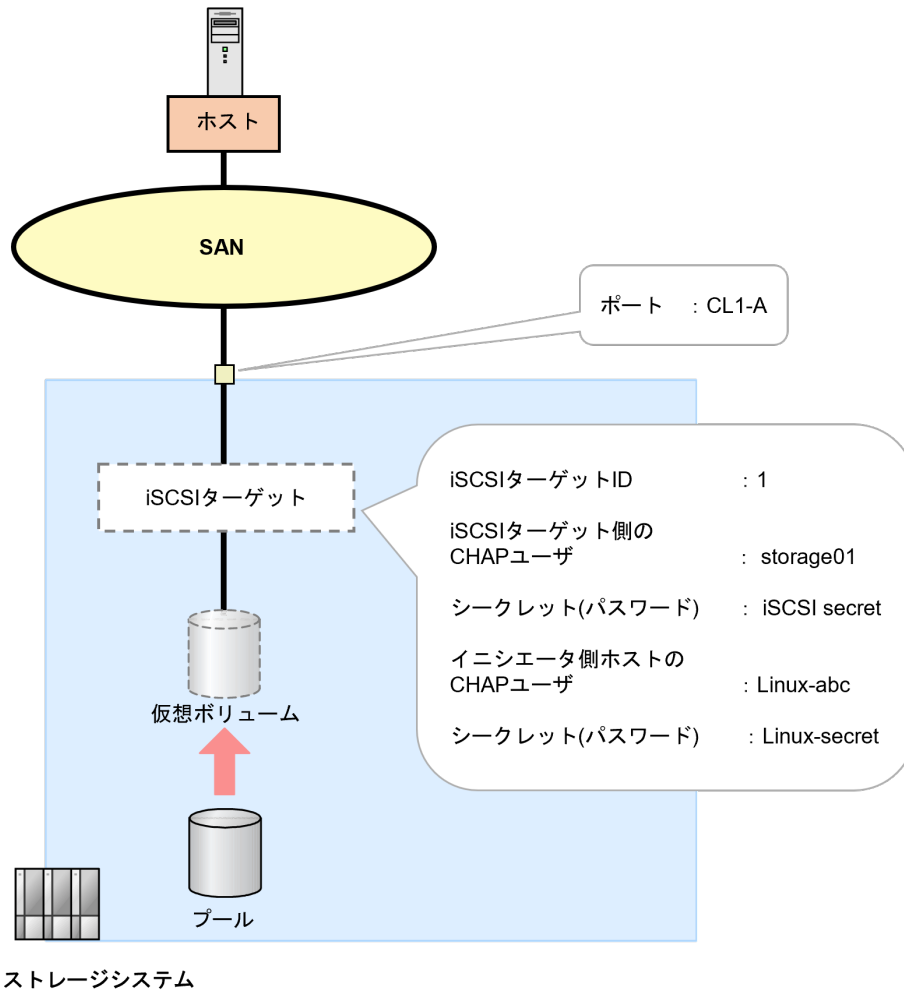 ホスト
SAN
ポート : CL1-A
iSCSIターゲット
iSCSIターゲットID : 1
iSCSIターゲット側の
CHAPユーザ : storage01
シークレット(パスワード) : iSCSI secret
イニシエータ側ホストの
CHAPユーザ : Linux-abc
シークレット(パスワード) : Linux-secret
仮想ボリューム
プール
ストレージシステム